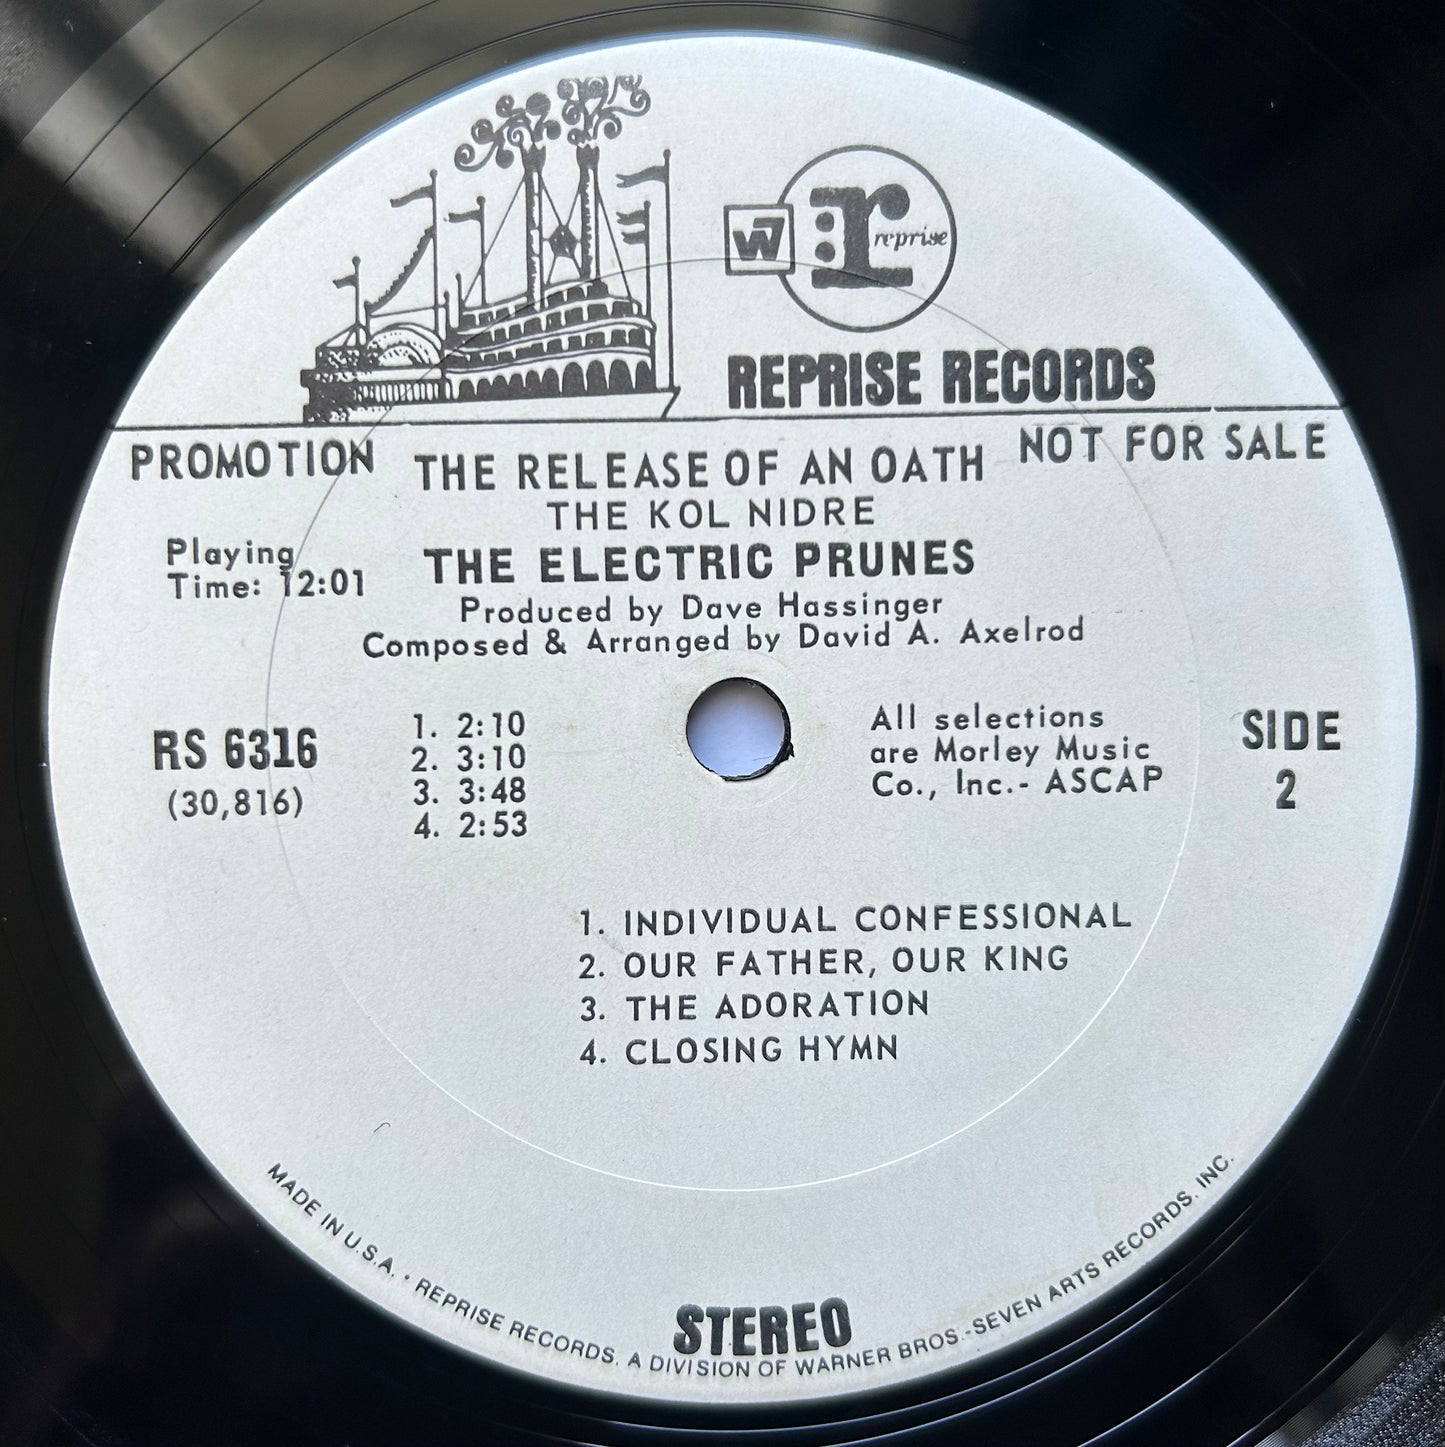 W7
r
reprise
REPRISE RECORDS
PROMOTION
NOT FOR SALE
THE RELEASE OF AN OATH
THE KOL NIDRE
Playing
Time: 12:01
THE ELECTRIC PRUNES
Produced by Dave Hassinger
Composed & Arranged by David A. Axelrod
RS 6316
(30,816)
1. 2:10
2. 3:10
3. 3:48
4. 2:53
All selections
are Morley Music
Co., Inc.- ASCAP
SIDE
2
1. INDIVIDUAL CONFESSIONAL
2. OUR FATHER, OUR KING
3. THE ADORATION
4. CLOSING HYMN
STEREO
MADE IN U.S.A. • REPRISE RECORDS, A DIVISION OF WARNER BROS.-SEVEN ARTS RECORDS, INC.